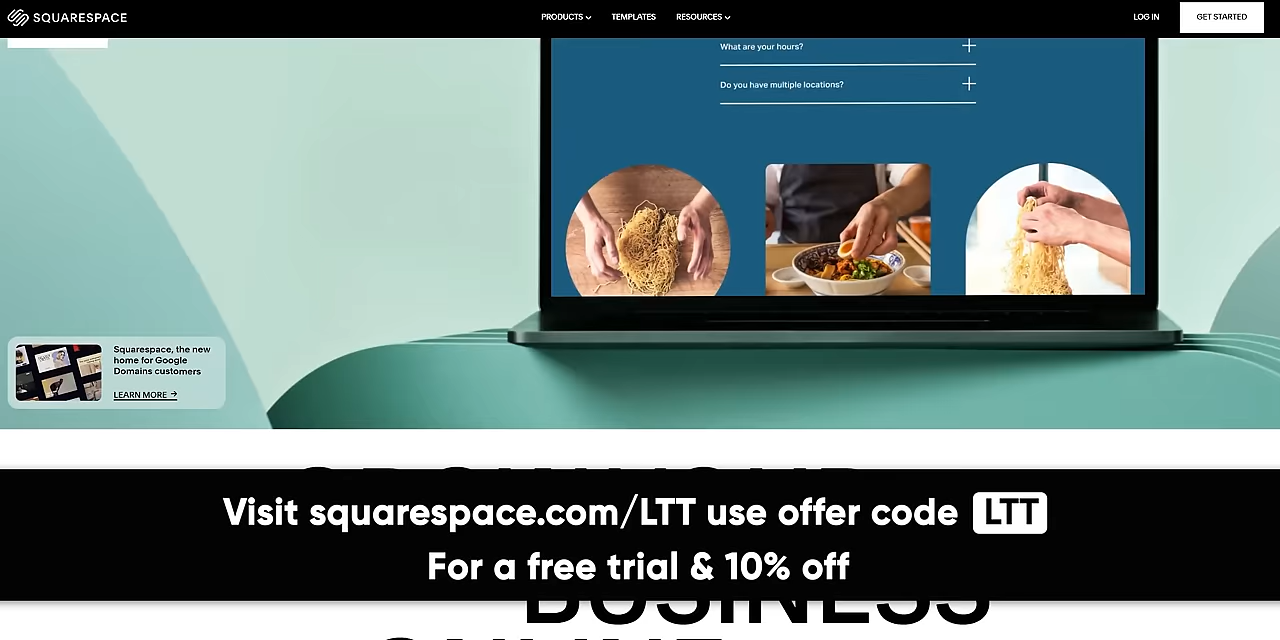 SQUARESPACE
PRODUCTS
TEMPLATES
RESOURCES
LOG IN
GET STARTED
What are your hours?
Do you have multiple locations?
Squarespace, the new
home for Google
Domains customers
LEARN MORE
Visit squarespace.com/LTT use offer code LTT
For a free trial & 10% off
BUSINESS